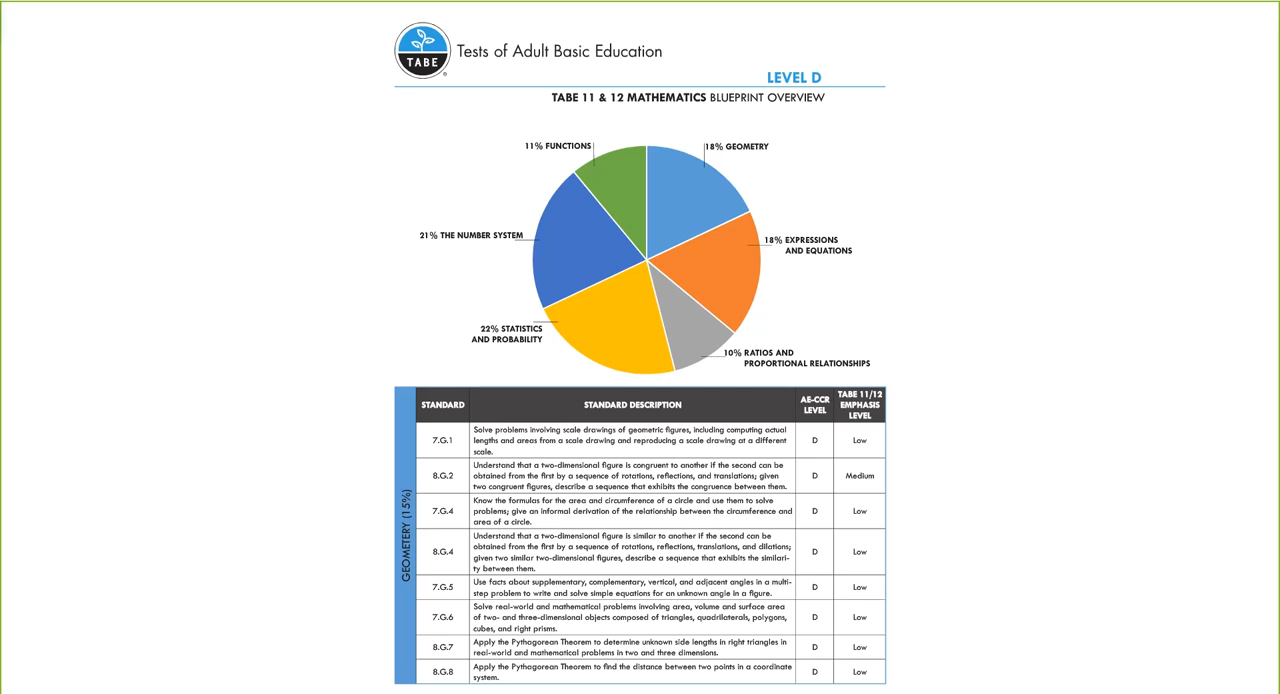 TABE
®
Tests of Adult Basic Education
LEVEL D
TABE 11 & 12 MATHEMATICS BLUEPRINT OVERVIEW
11% FUNCTIONS
18% GEOMETRY
21% THE NUMBER SYSTEM
18% EXPRESSIONS
AND EQUATIONS
22% STATISTICS
AND PROBABILITY
10% RATIOS AND
PROPORTIONAL RELATIONSHIPS
GEOMETERY (15%)
STANDARD
STANDARD DESCRIPTION
AE-CCR
LEVEL
TABE 11/12
EMPHASIS
LEVEL
7.G.1
Solve problems involving scale drawings of geometric figures, including computing actual
lengths and areas from a scale drawing and reproducing a scale drawing at a different
scale.
D
Low
8.G.2
Understand that a two-dimensional figure is congruent to another if the second can be
obtained from the first by a sequence of rotations, reflections, and translations; given
two congruent figures, describe a sequence that exhibits the congruence between them.
D
Medium
7.G.4
Know the formulas for the area and circumference of a circle and use them to solve
problems; give an informal derivation of the relationship between the circumference and
area of a circle.
D
Low
8.G.4
Understand that a two-dimensional figure is similar to another if the second can be
obtained from the first by a sequence of rotations, reflections, translations, and dilations;
given two similar two-dimensional figures, describe a sequence that exhibits the similari-
ty between them.
D
Low
7.G.5
Use facts about supplementary, complementary, vertical, and adjacent angles in a multi-
step problem to write and solve simple equations for an unknown angle in a figure.
D
Low
7.G.6
Solve real-world and mathematical problems involving area, volume and surface area
of two- and three-dimensional objects composed of triangles, quadrilaterals, polygons,
cubes, and right prisms.
D
Low
8.G.7
Apply the Pythagorean Theorem to determine unknown side lengths in right triangles in
real-world and mathematical problems in two and three dimensions.
D
Low
8.G.8
Apply the Pythagorean Theorem to find the distance between two points in a coordinate
system.
D
Low